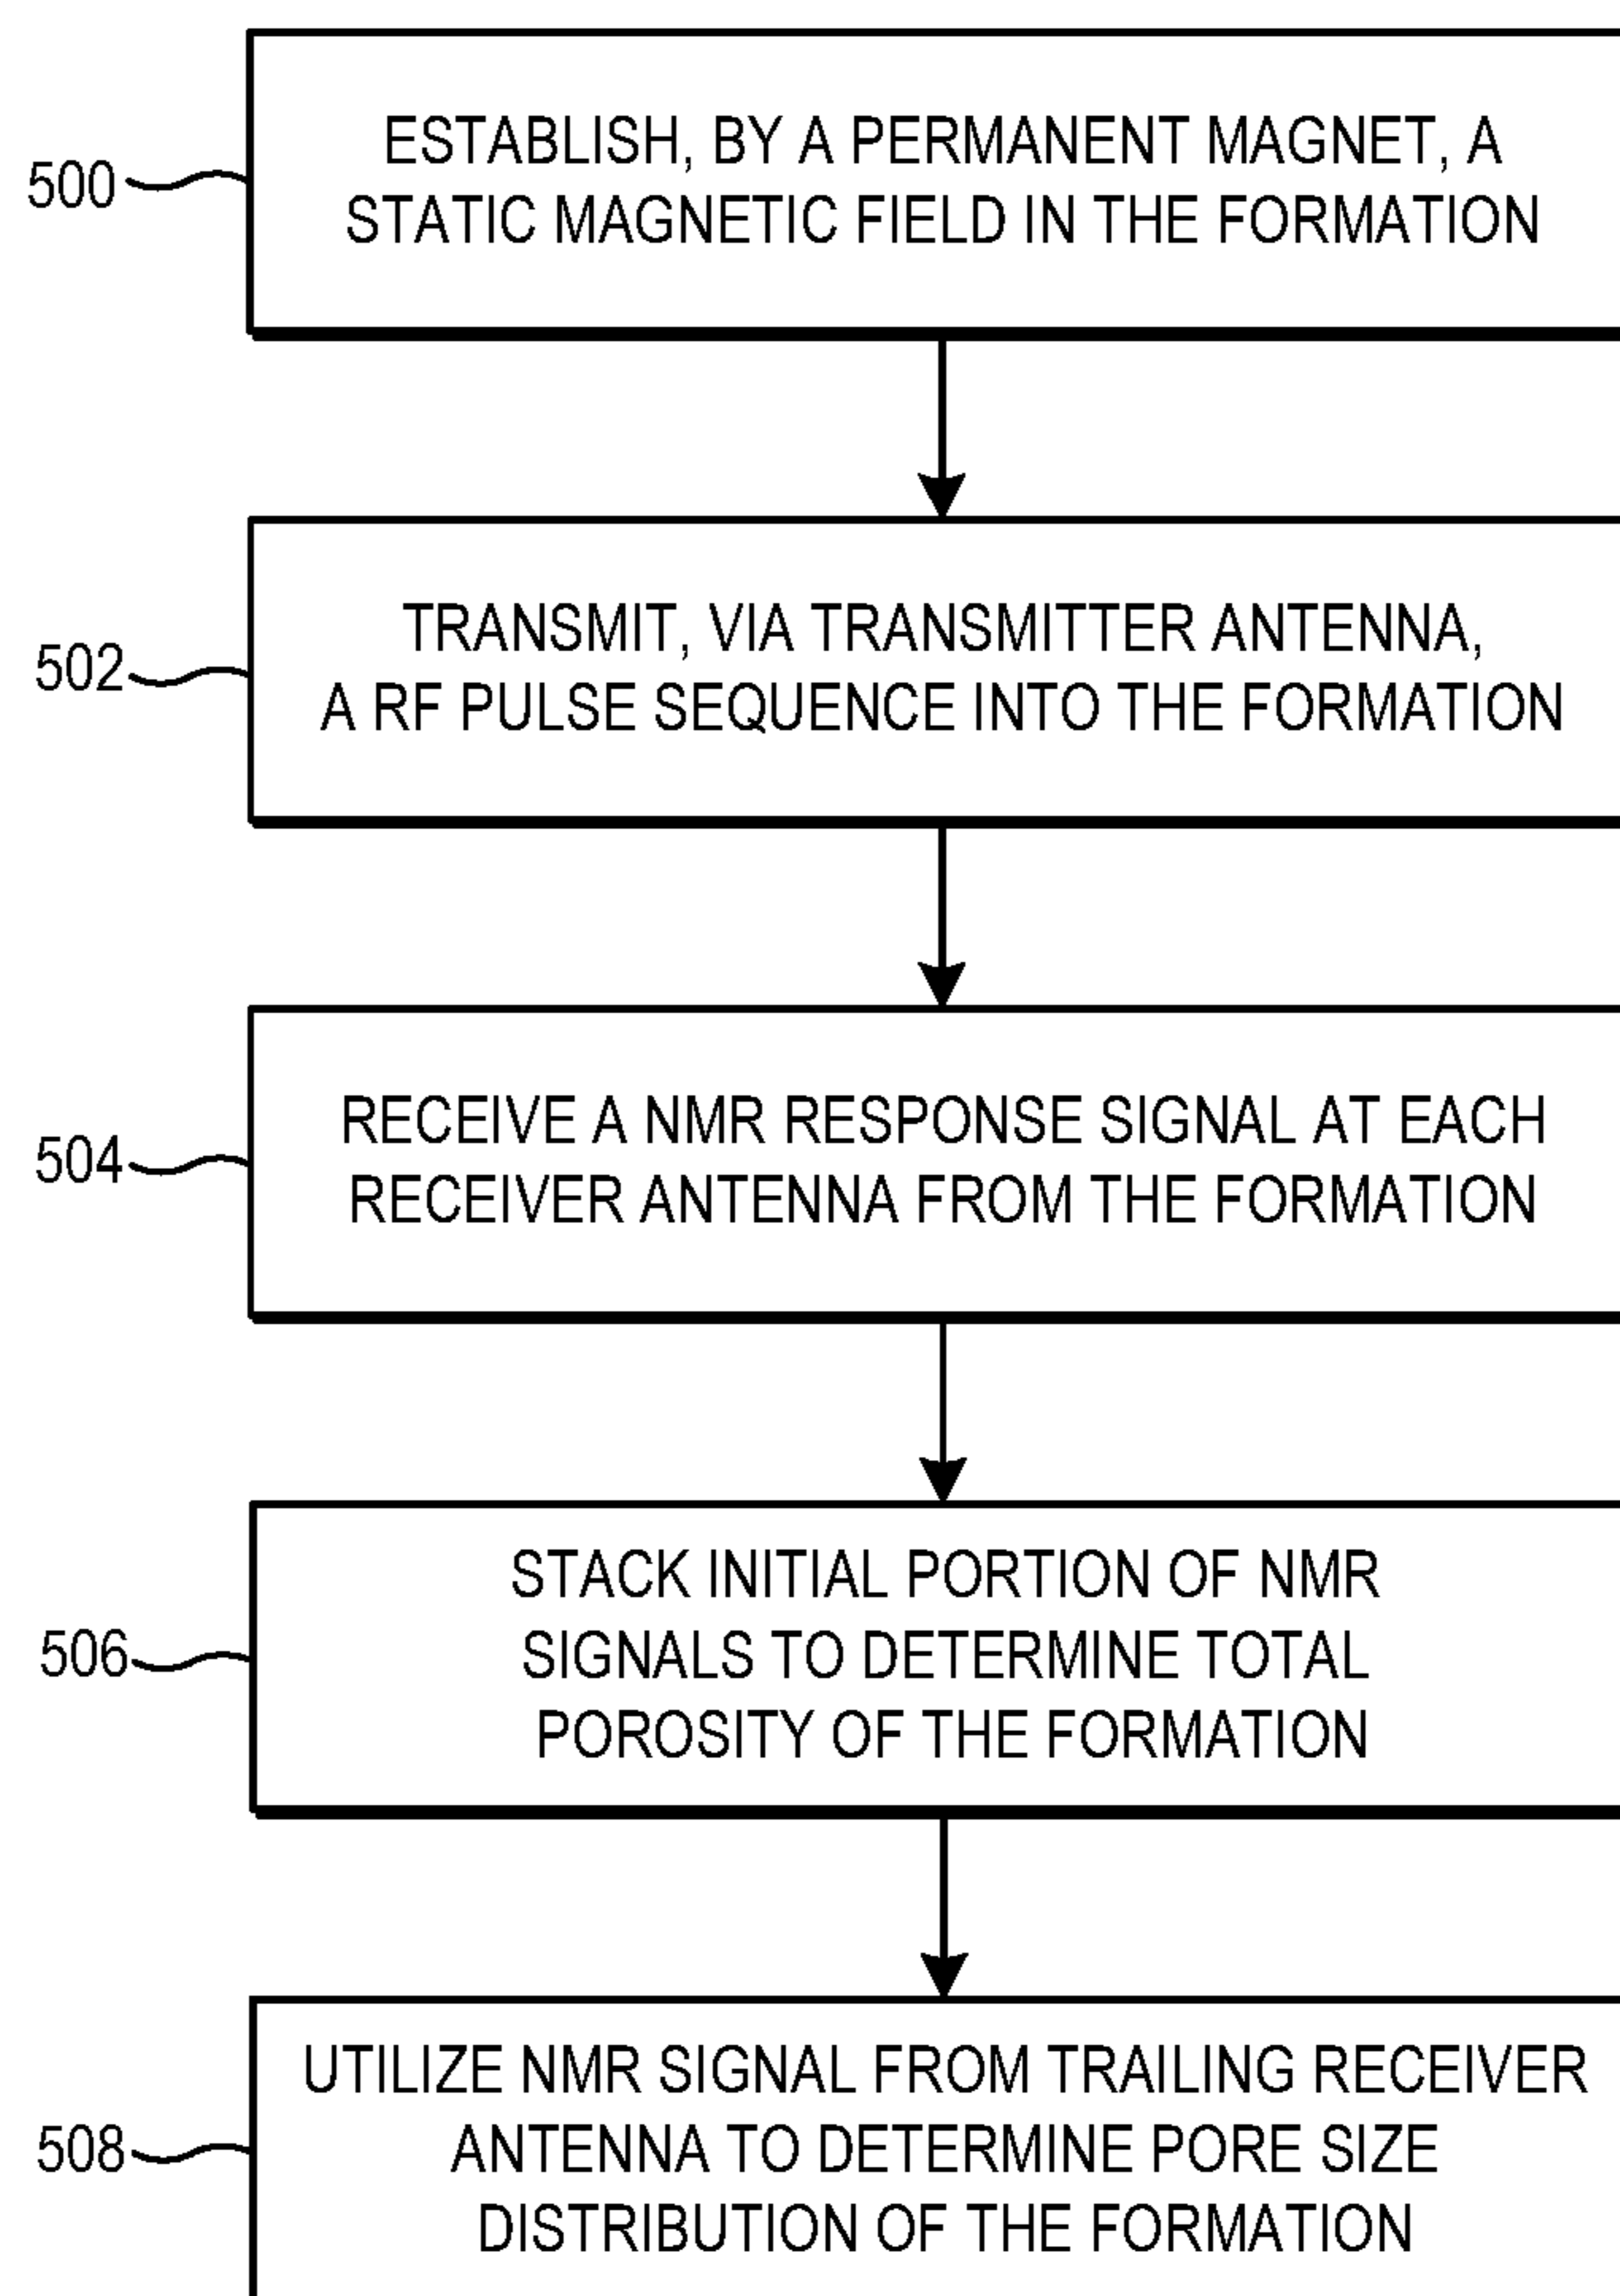 500
ESTABLISH, BY A PERMANENT MAGNET, A
STATIC MAGNETIC FIELD IN THE FORMATION
502
TRANSMIT, VIA TRANSMITTER ANTENNA,
A RF PULSE SEQUENCE INTO THE FORMATION
504
RECEIVE A NMR RESPONSE SIGNAL AT EACH
RECEIVER ANTENNA FROM THE FORMATION
506
STACK INITIAL PORTION OF NMR
SIGNALS TO DETERMINE TOTAL
POROSITY OF THE FORMATION
508
UTILIZE NMR SIGNAL FROM TRAILING RECEIVER
ANTENNA TO DETERMINE PORE SIZE
DISTRIBUTION OF THE FORMATION